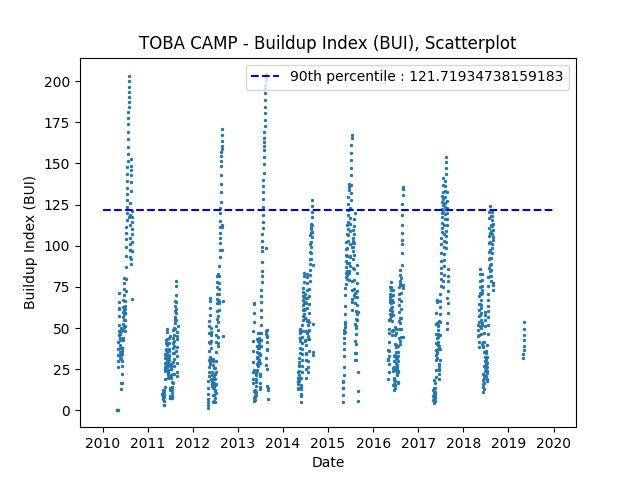 TOBA CAMP - Buildup Index (BUI), Scatterplot
90th percentile : 121.71934738159183
200
175
150
125
100
75
50
25
0
Buildup Index (BUI)
2010 2011 2012 2013 2014 2015 2016 2017 2018 2019 2020
Date